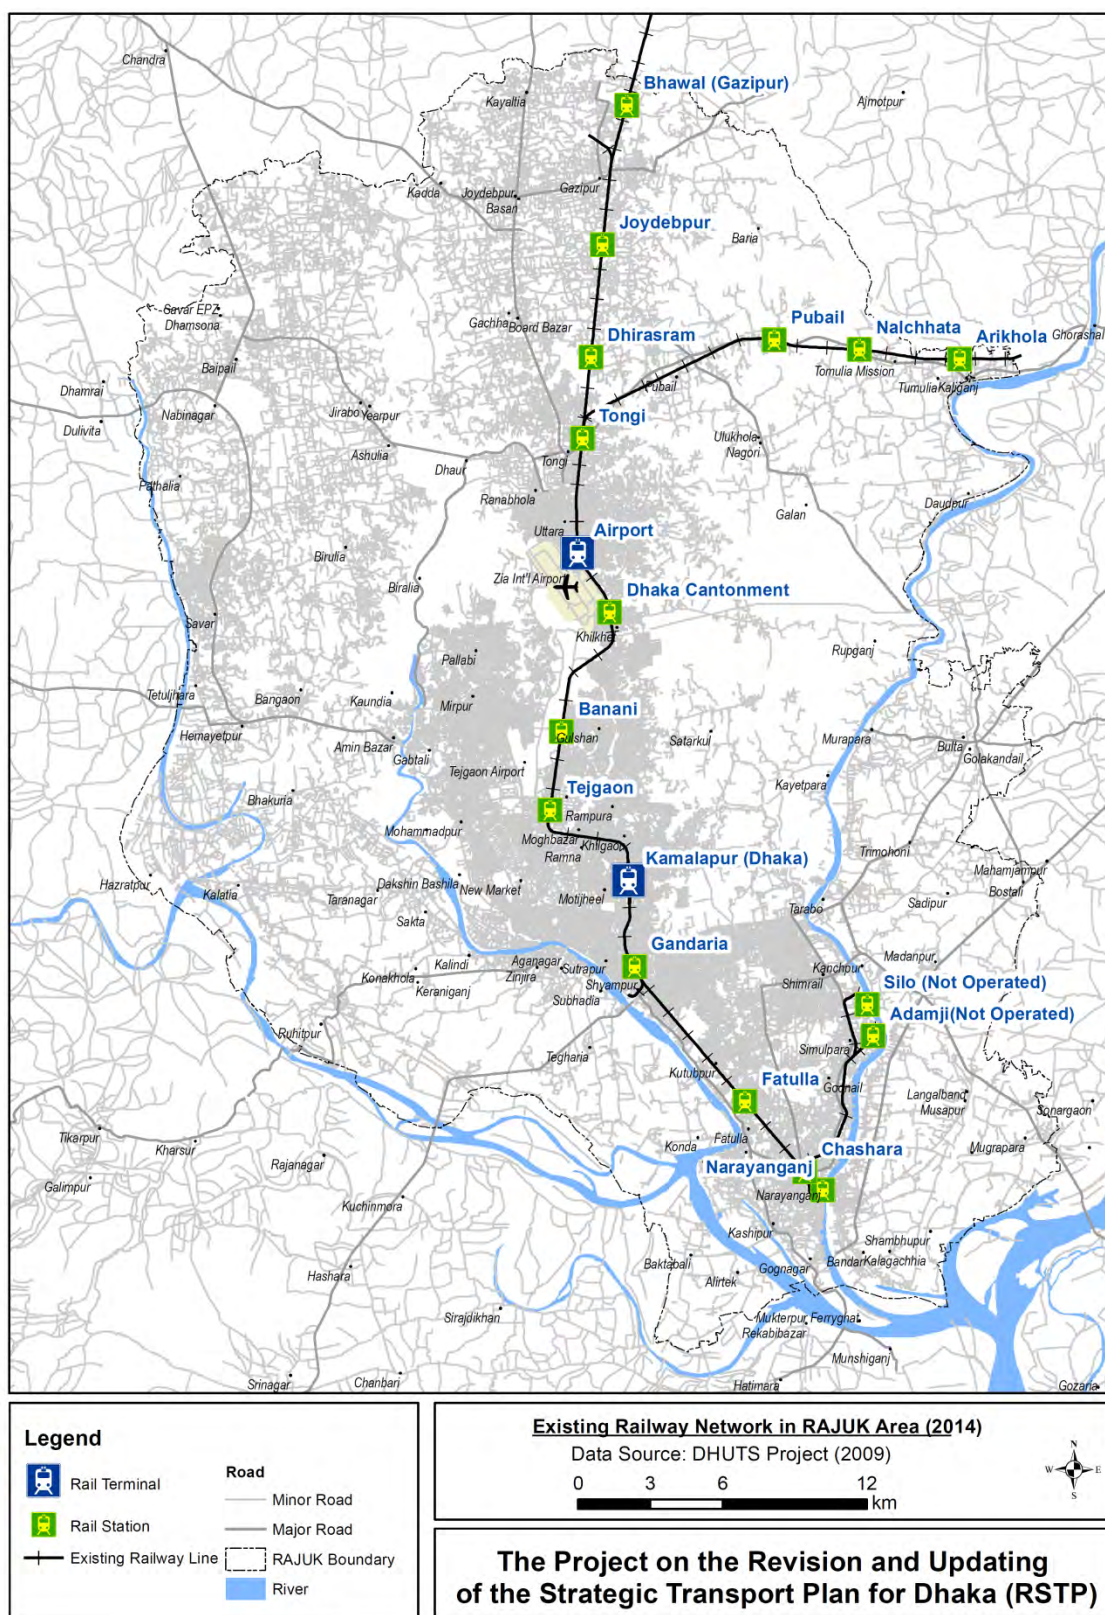 Chandra
Kayaltia
Bhawal (Gazipur)
Ajmotpur
Kadda
Joydebpur
Basan
Gazipur
Joydebpur
Baria
Savar EPZ
Dhamsona
Gachha
Board Bazar
Baipail
Dhirasram
Pubail
Nalchhata
Arikhola
Ghorashal
Dhamrai
Dulivita
Nabinagar
Jirabo
Yearpur
Pubail
Tomulia Mission
Tumulia
Kaliganj
Tongi
Ashulia
Dhaur
Tongi
Ulukhola
Nagori
Pathalia
Ranabhola
Galan
Daudpur
Uttara
Airport
Birulia
Biralia
Zia Int'l Airport
Dhaka Cantonment
Savar
Khilkhet
Rupganj
Pallabi
Tetuljhara
Bangaon
Kaundia
Mirpur
Banani
Hemayetpur
Amin Bazar
Gabtali
Gulshan
Satarkul
Murapara
Bulta
Golakandail
Tejgaon Airport
Tejgaon
Kayetpara
Bhakuria
Rampura
Mohammadpur
Moghbazar
Khilgaon
Ramna
Trimohoni
Kamalapur (Dhaka)
Mahamjampur
Hazratpur
Kalatia
Dakshin Bashila
New Market
Taranagar
Motijheel
Bostali
Sadipur
Tarabo
Sakta
Gandaria
Kalindi
Aganagar
Zinjira
Sutrapur
Konakhola
Keraniganj
Shyampur
Subhadia
Kanchpur
Shimrail
Madanpur
Silo (Not Operated)
Adamji(Not Operated)
Ruhitpur
Tegharia
Simulpara
Kutubpur
Fatulla
Godnail
Langalband
Musapur
Sonargaon
Tikarpur
Kharsur
Rajanagar
Galimpur
Konda
Fatulla
Chashara
Mugrapara
Narayanganj
Narayanganj
Kuchinmora
Kashipur
Shambhupur
Bandar
Kalagachhia
Hashara
Baktabali
Alirtek
Gognagar
Sirajdikhan
Mukterpur Ferryghat
Rekabibazar
Munshiganj
Srinagar
Chanbari
Hatimara
Gozaria
Legend
Rail Terminal
Rail Station
Existing Railway Line
Road
Minor Road
Major Road
RAJUK Boundary
River
Existing Railway Network in RAJUK Area (2014)
Data Source: DHUTS Project (2009)
0 3 6 12
km
N
W E
S
The Project on the Revision and Updating
of the Strategic Transport Plan for Dhaka (RSTP)